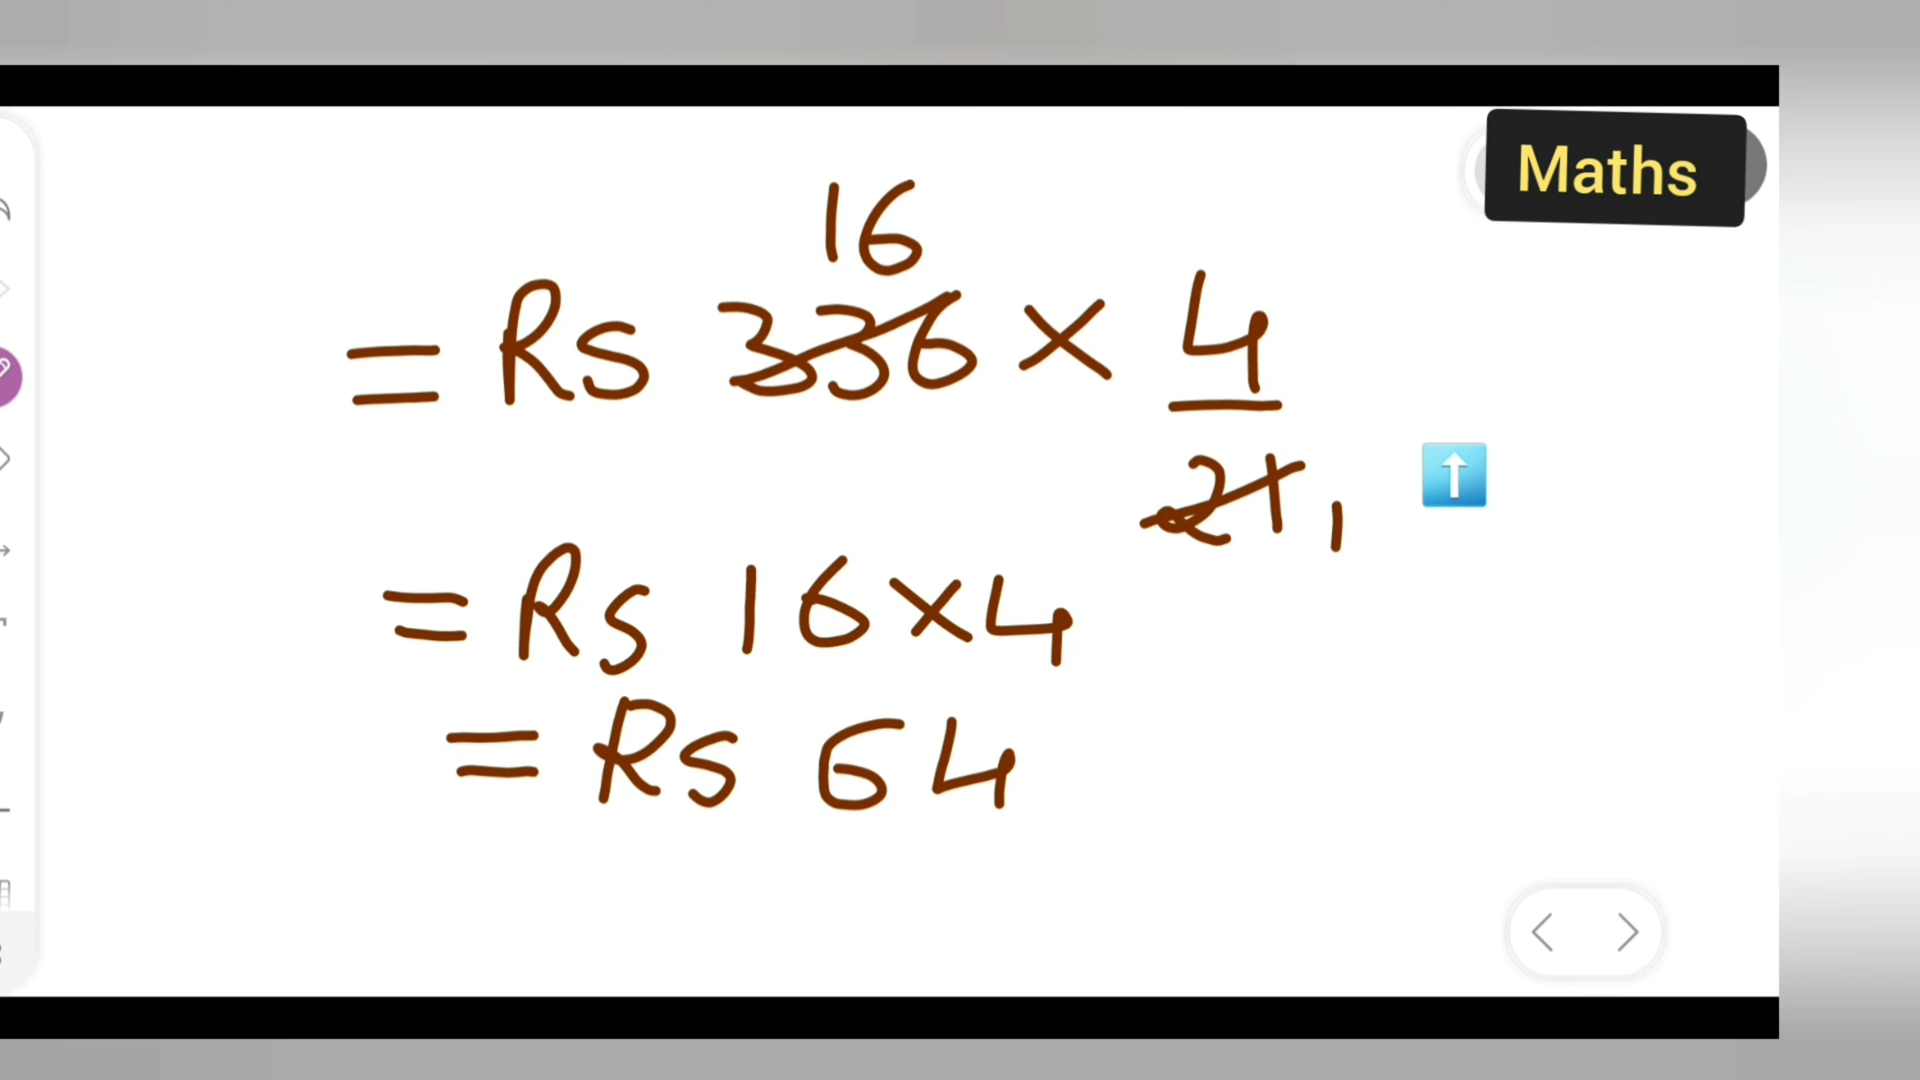 Maths
16
= Rs 336 × 4
21 1
= Rs 16×4
= Rs 64